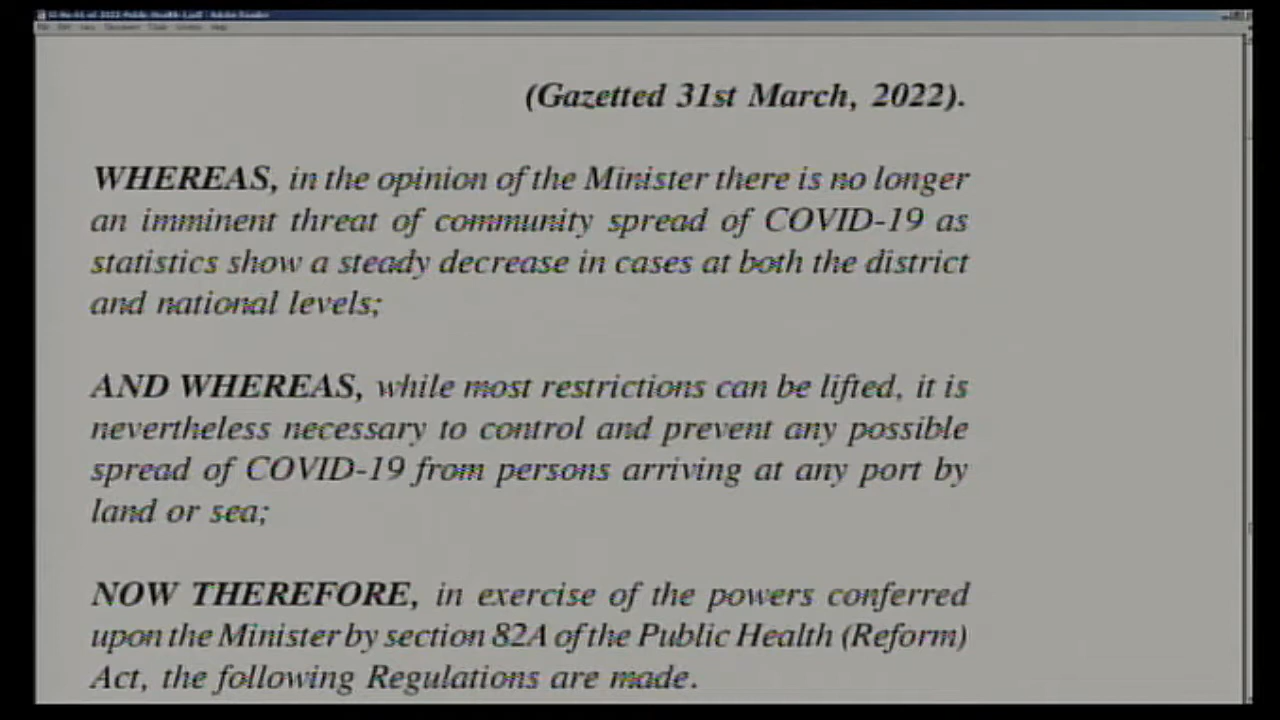 (Gazetted 31st March, 2022).
WHEREAS, in the opinion of the Minister there is no longer
an imminent threat of community spread of COVID-19 as
statistics show a steady decrease in cases at both the district
and national levels;
AND WHEREAS, while most restrictions can be lifted, it is
nevertheless necessary to control and prevent any possible
spread of COVID-19 from persons arriving at any port by
land or sea;
NOW THEREFORE, in exercise of the powers conferred
upon the Minister by section 82A of the Public Health (Reform)
Act, the following Regulations are made.